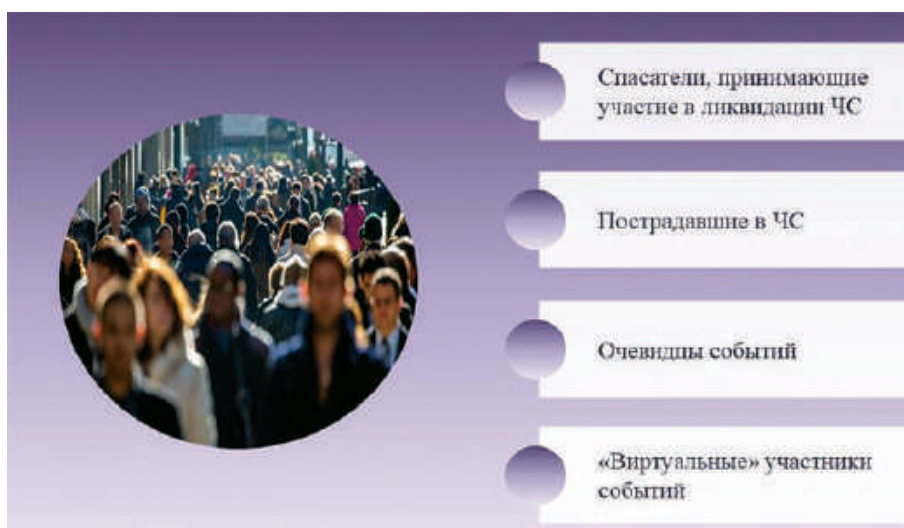 Спасатели, принимающие
участие в ликвидации ЧС
Пострадавшие в ЧС
Очевидцы событий
«Виртуальные» участники
событий